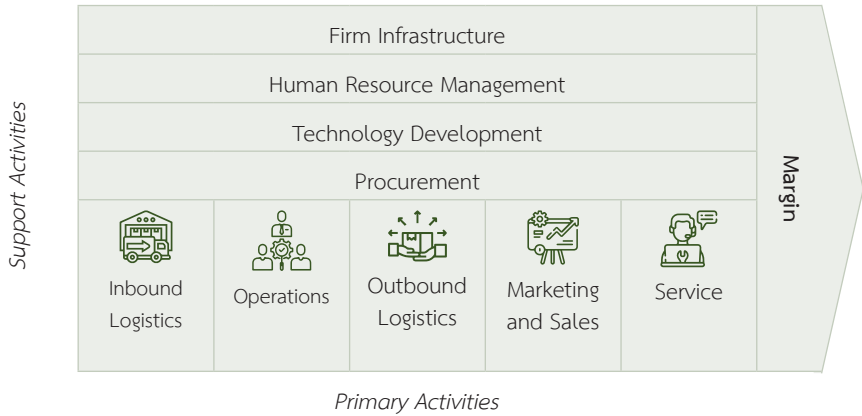 Firm Infrastructure
Human Resource Management
Technology Development
Procurement
Support Activities
Margin
Inbound
Logistics
Operations
Outbound
Logistics
Marketing
and Sales
Service
Primary Activities